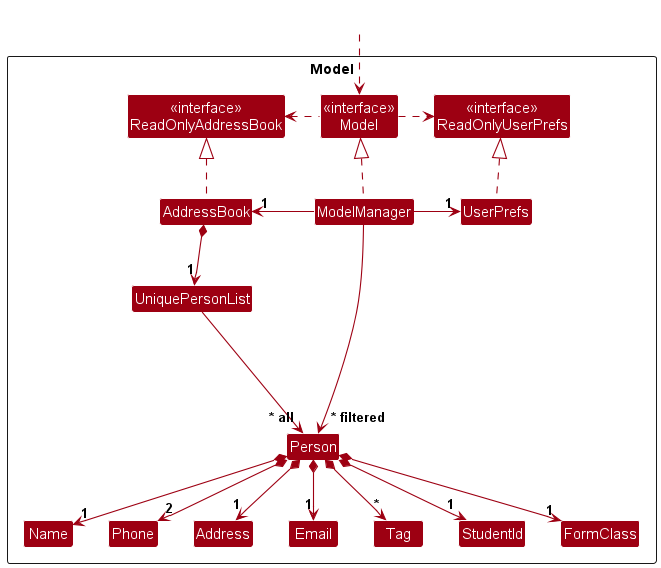 Model
«interface»
ReadOnlyAddressBook
«interface»
Model
«interface»
ReadOnlyUserPrefs
AddressBook
1
ModelManager
1
UserPrefs
1
UniquePersonList
* all
* filtered
Person
1
2
1
1
*
1
1
Name
Phone
Address
Email
Tag
StudentId
FormClass